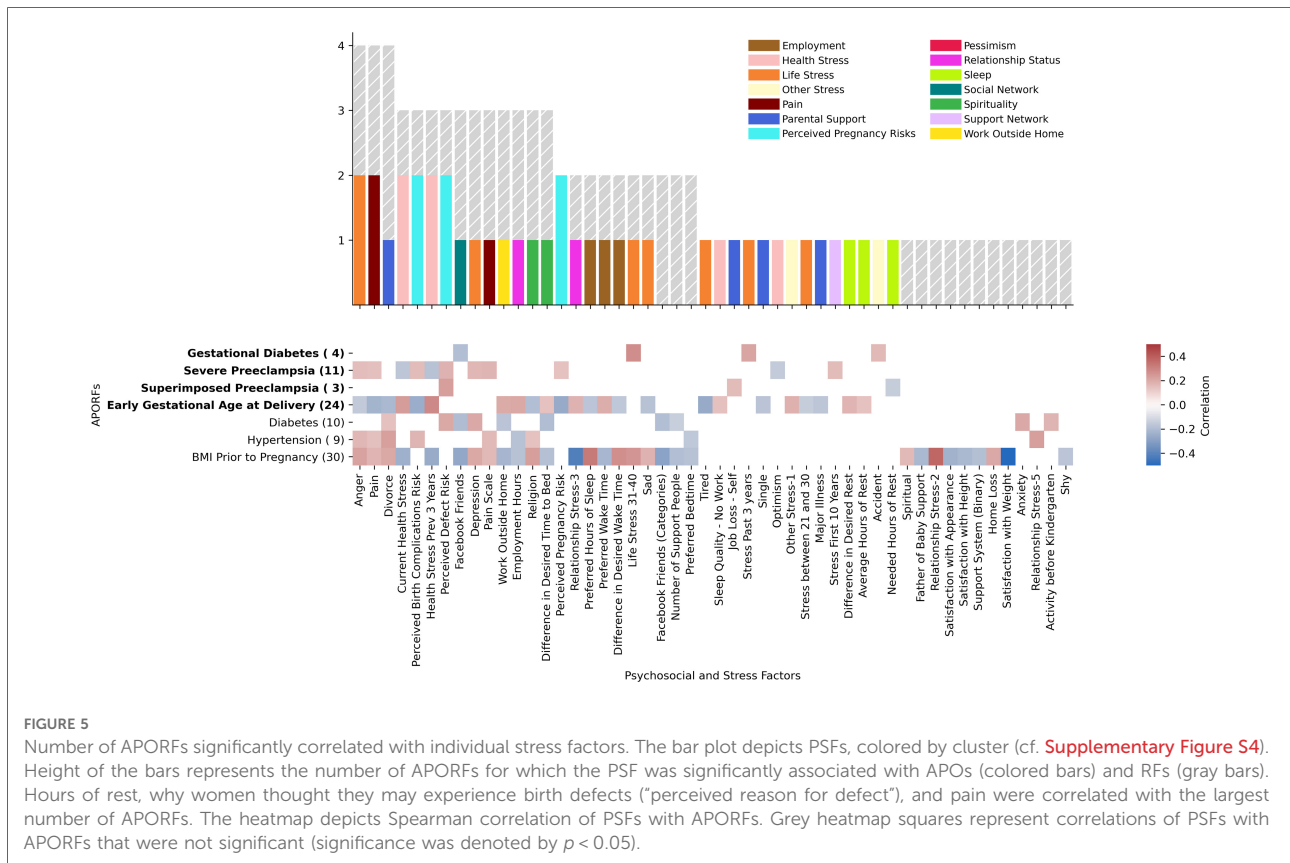 4
3
2
1
Employment
Health Stress
Life Stress
Other Stress
Pain
Parental Support
Perceived Pregnancy Risks
Pessimism
Relationship Status
Sleep
Social Network
Spirituality
Support Network
Work Outside Home
APORFs
Gestational Diabetes ( 4)
Severe Preeclampsia (11)
Superimposed Preeclampsia ( 3)
Early Gestational Age at Delivery (24)
Diabetes (10)
Hypertension ( 9)
BMI Prior to Pregnancy (30)
0.4
0.2
0.0
−0.2
−0.4
Correlation
Anger
Pain
Divorce
Current Health Stress
Perceived Birth Complications Risk
Health Stress Prev 3 Years
Perceived Defect Risk
Facebook Friends
Depression
Pain Scale
Work Outside Home
Employment Hours
Religion
Difference in Desired Time to Bed
Perceived Pregnancy Risk
Relationship Stress-3
Preferred Hours of Sleep
Preferred Wake Time
Difference in Desired Wake Time
Life Stress 31-40
Sad
Facebook Friends (Categories)
Number of Support People
Preferred Bedtime
Tired
Sleep Quality - No Work
Job Loss - Self
Stress Past 3 years
Single
Optimism
Other Stress-1
Stress between 21 and 30
Major Illness
Stress First 10 Years
Difference in Desired Rest
Average Hours of Rest
Accident
Needed Hours of Rest
Spiritual
Father of Baby Support
Relationship Stress-2
Satisfaction with Appearance
Satisfaction with Height
Support System (Binary)
Home Loss
Satisfaction with Weight
Anxiety
Relationship Stress-5
Activity before Kindergarten
Shy
Psychosocial and Stress Factors
FIGURE 5
Number of APORFs significantly correlated with individual stress factors. The bar plot depicts PSFs, colored by cluster (cf. Supplementary Figure S4).
Height of the bars represents the number of APORFs for which the PSF was significantly associated with APOs (colored bars) and RFs (gray bars).
Hours of rest, why women thought they may experience birth defects (“perceived reason for defect”), and pain were correlated with the largest
number of APORFs. The heatmap depicts Spearman correlation of PSFs with APORFs. Grey heatmap squares represent correlations of PSFs with
APORFs that were not significant (significance was denoted by p < 0.05).